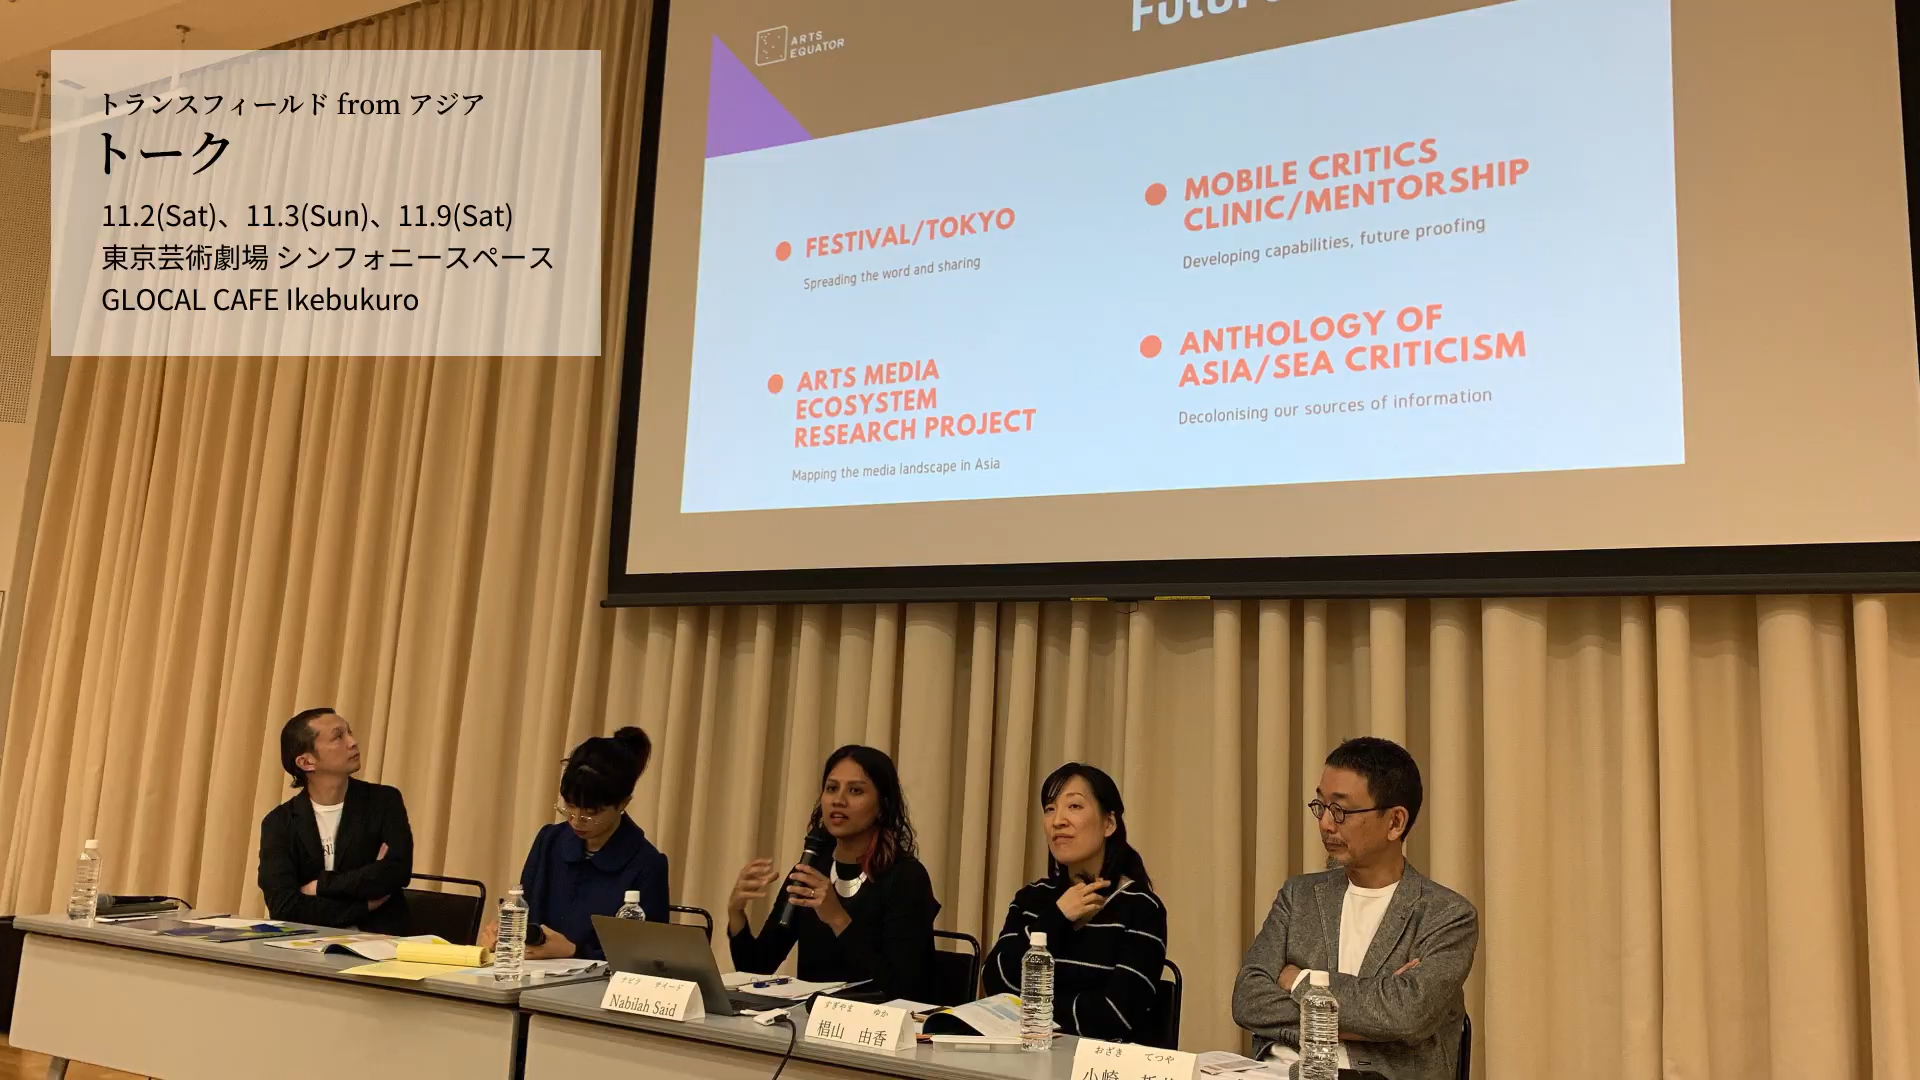 トランスフィールド from アジア
トーク
11.2(Sat)、11.3(Sun)、11.9(Sat)
東京芸術劇場 シンフォニースペース
GLOCAL CAFE Ikebukuro
ARTS
EQUATOR
FESTIVAL/TOKYO
Spreading the word and sharing
ARTS MEDIA
ECOSYSTEM
RESEARCH PROJECT
Mapping the media landscape in Asia
MOBILE CRITICS
CLINIC/MENTORSHIP
Developing capabilities, future proofing
ANTHOLOGY OF
ASIA/SEA CRITICISM
Decolonising our sources of information
ナビラ サイード
Nabilah Said
すぎやま ゆか
椙山 由香
おざき てつや
小崎